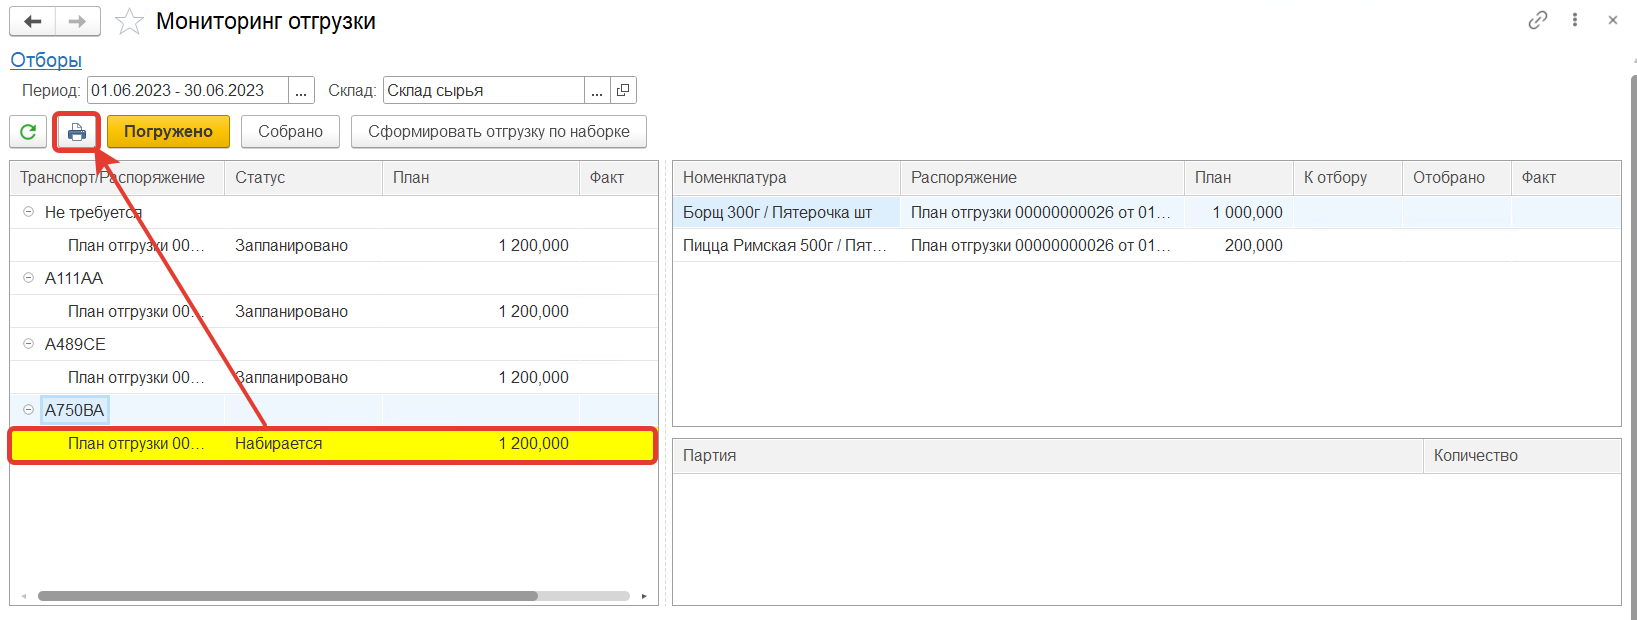 Мониторинг отгрузки
Отборы
Период: 01.06.2023 - 30.06.2023 ... Склад: Склад сырья ...
Погружено Собрано Сформировать отгрузку по наборке
Транспорт/Распоряжение Статус План Факт
Не требуется
План отгрузки 00... Запланировано 1 200,000
А111АА
План отгрузки 00... Запланировано 1 200,000
А489СЕ
План отгрузки 00... Запланировано 1 200,000
А750ВА
План отгрузки 00... Набирается 1 200,000
Номенклатура Распоряжение План К отбору Отобрано Факт
Борщ 300г / Пятерочка шт План отгрузки 00000000026 от 01... 1 000,000
Пицца Римская 500г / Пят... План отгрузки 00000000026 от 01... 200,000
Партия Количество